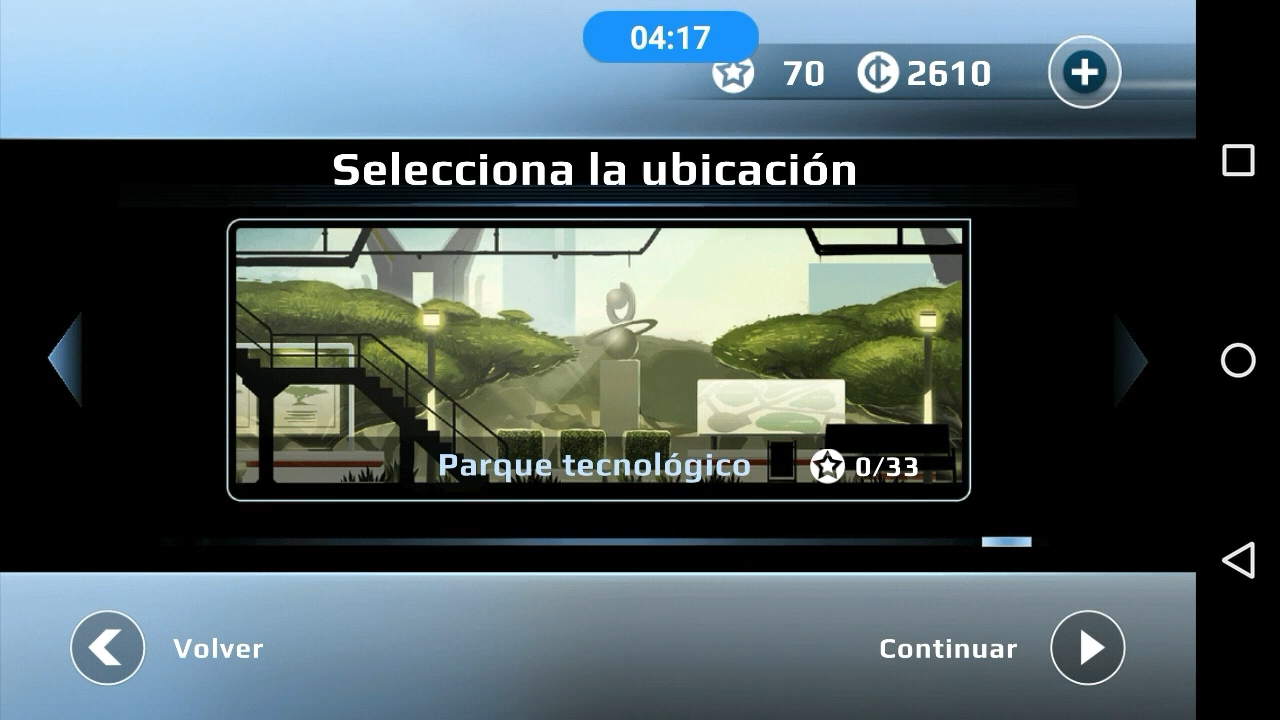 04:17
70 2610
Selecciona la ubicación
Parque tecnológico 0/33
Volver Continuar